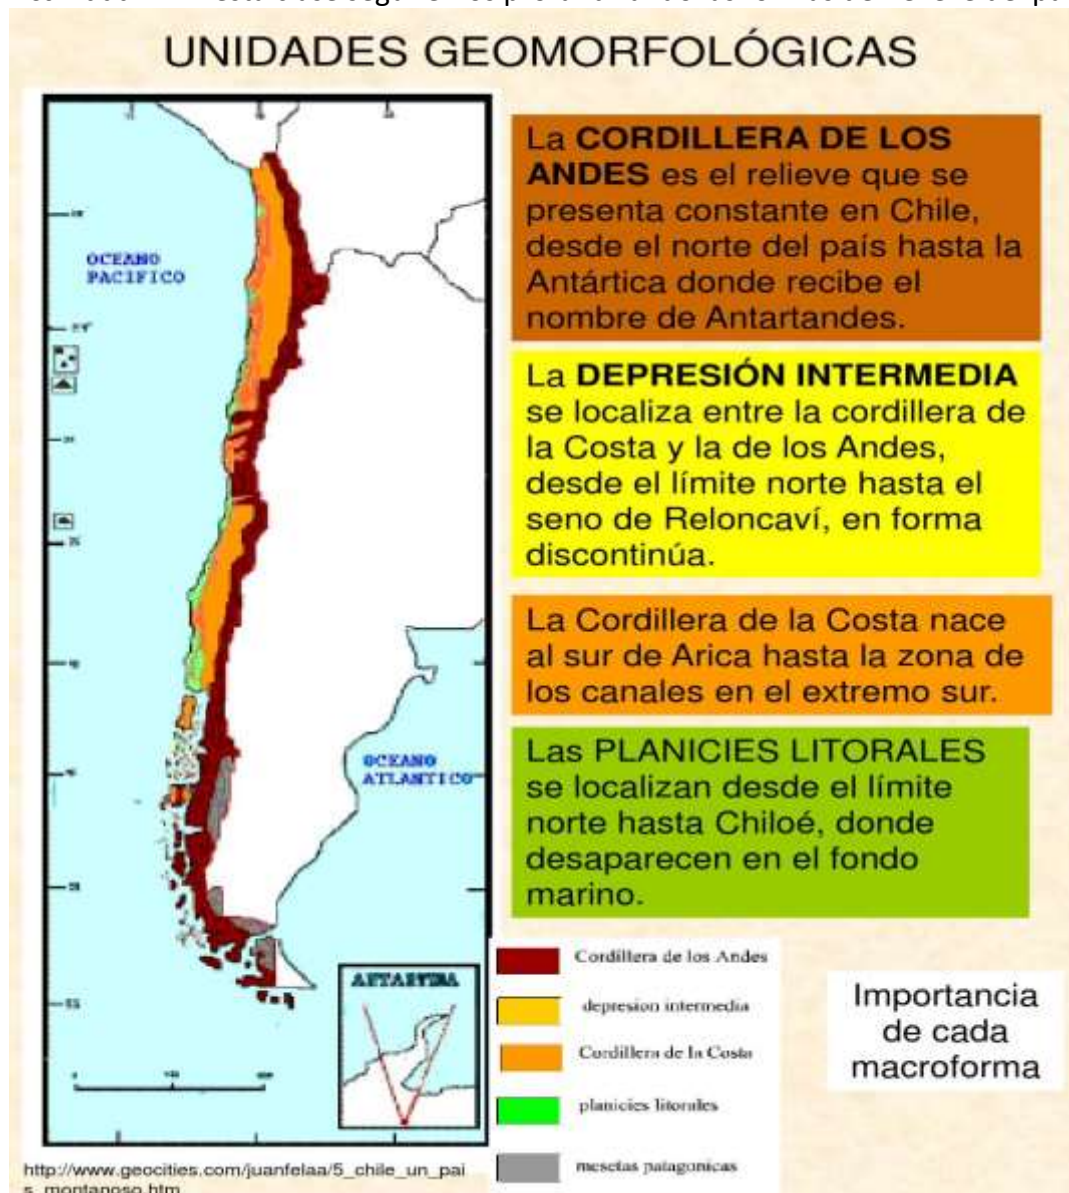 UNIDADES GEOMORFOLÓGICAS
OCEANO
PACIFICO
OCEANO
ATLANTICO
La CORDILLERA DE LOS
ANDES es el relieve que se
presenta constante en Chile,
desde el norte del país hasta la
Antártica donde recibe el
nombre de Antartandes.
La DEPRESIÓN INTERMEDIA
se localiza entre la cordillera de
la Costa y la de los Andes,
desde el límite norte hasta el
seno de Reloncaví, en forma
discontinúa.
La Cordillera de la Costa nace
al sur de Arica hasta la zona de
los canales en el extremo sur.
Las PLANICIES LITORALES
se localizan desde el límite
norte hasta Chiloé, donde
desaparecen en el fondo
marino.
Cordillera de los Andes
depresion intermedia
Cordillera de la Costa
planicies litorales
mesetas patagonicas
Importancia
de cada
macroforma
http://www.geocities.com/juanfelaa/5_chile_un_pai
s_montanoso.htm